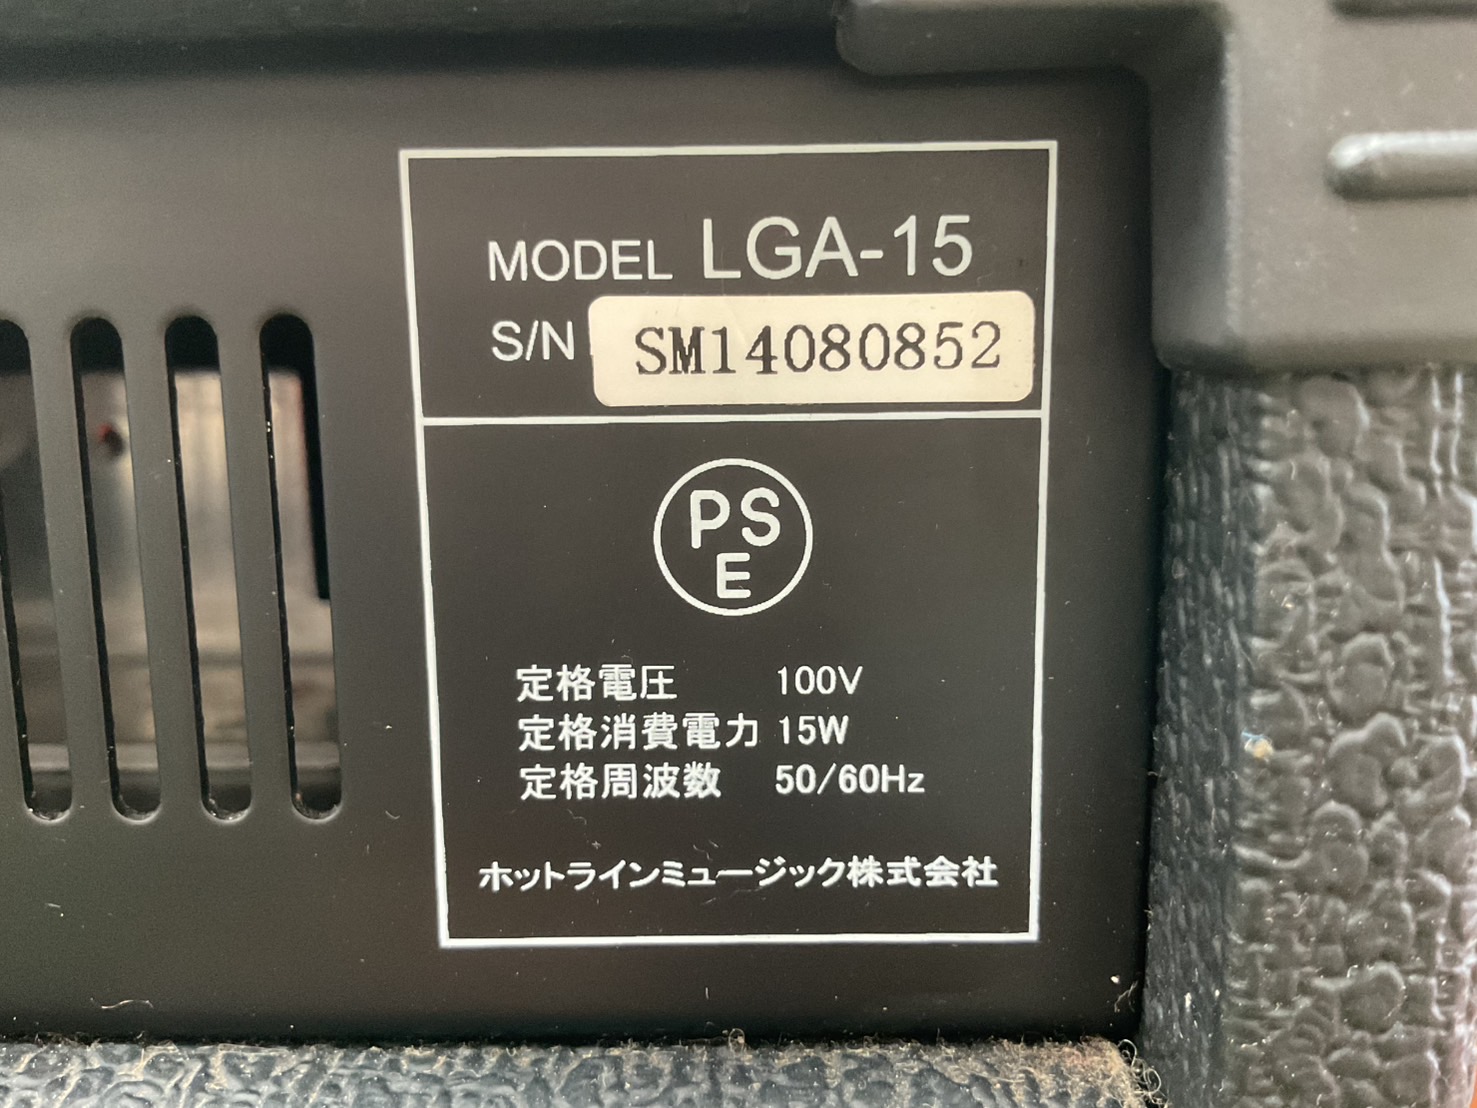 MODEL LGA-15
S/N SM14080852
PS
E
定格電圧 100V
定格消費電力 15W
定格周波数 50/60Hz
ホットラインミュージック株式会社